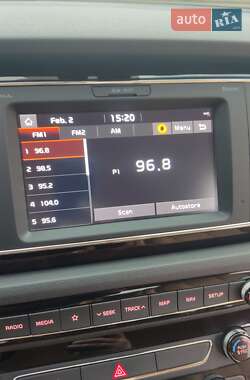 AUTO RIA
Feb. 2 15:20
FM1 FM2 AM Menu
1 96.8
2 98.5
3 95.2
4 104.0
5 95.6
P1 96.8
Scan Autostore
RADIO MEDIA SEEK TRACK MAP NAV SETUP